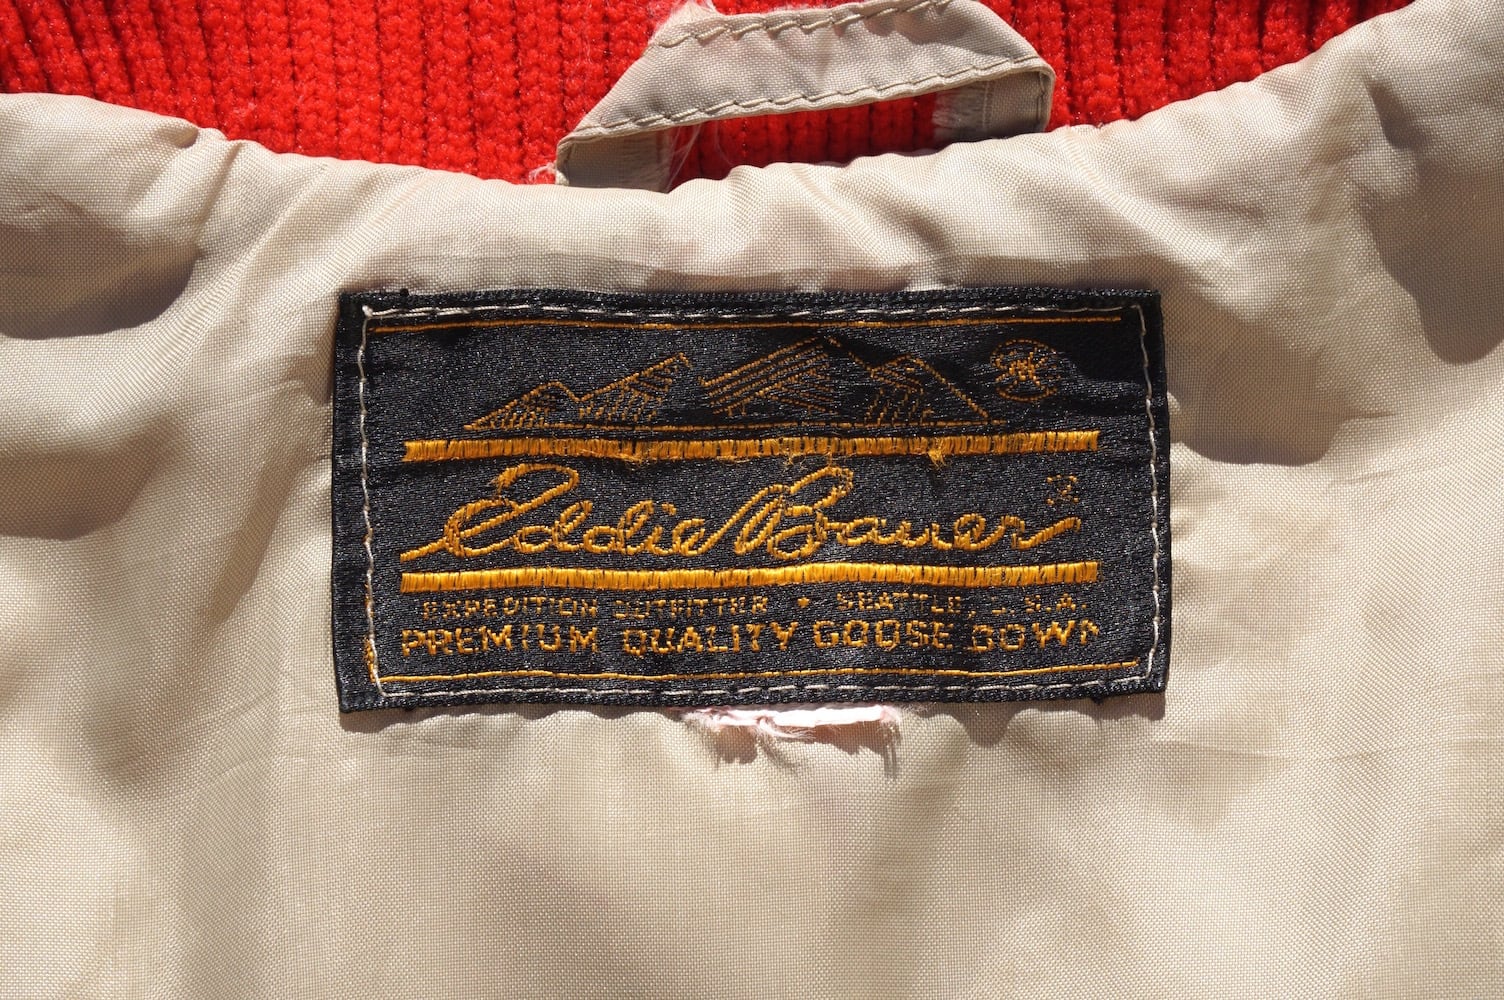 Eddie Bauer ®
EXPEDITION OUTFITTER • SEATTLE, U.S.A.
PREMIUM QUALITY GOOSE DOWN